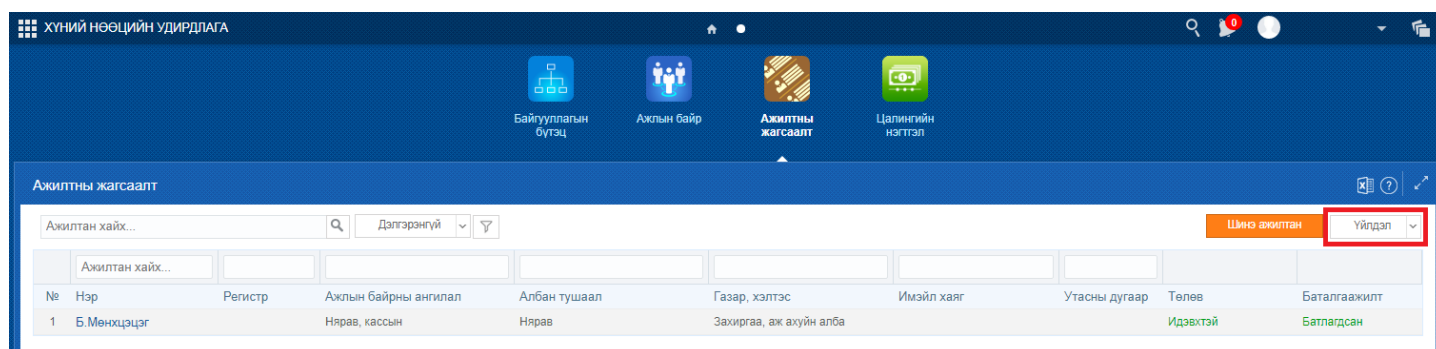 ХҮНИЙ НӨӨЦИЙН УДИРДЛАГА
0
Байгууллагын
бүтэц
Ажлын байр
Ажилтны
жагсаалт
Цалингийн
нэгтгэл
Ажилтны жагсаалт
Ажилтан хайх...
Дэлгэрэнгүй
Шинэ ажилтан
Үйлдэл
Ажилтан хайх...
№ Нэр Регистр Ажлын байрны ангилал Албан тушаал Газар, хэлтэс Имэйл хаяг Утасны дугаар Төлөв Баталгаажилт
1 Б.Мөнхцэцэг Нярав, кассын Нярав Захиргаа, аж ахуйн алба Идэвхтэй Батлагдсан